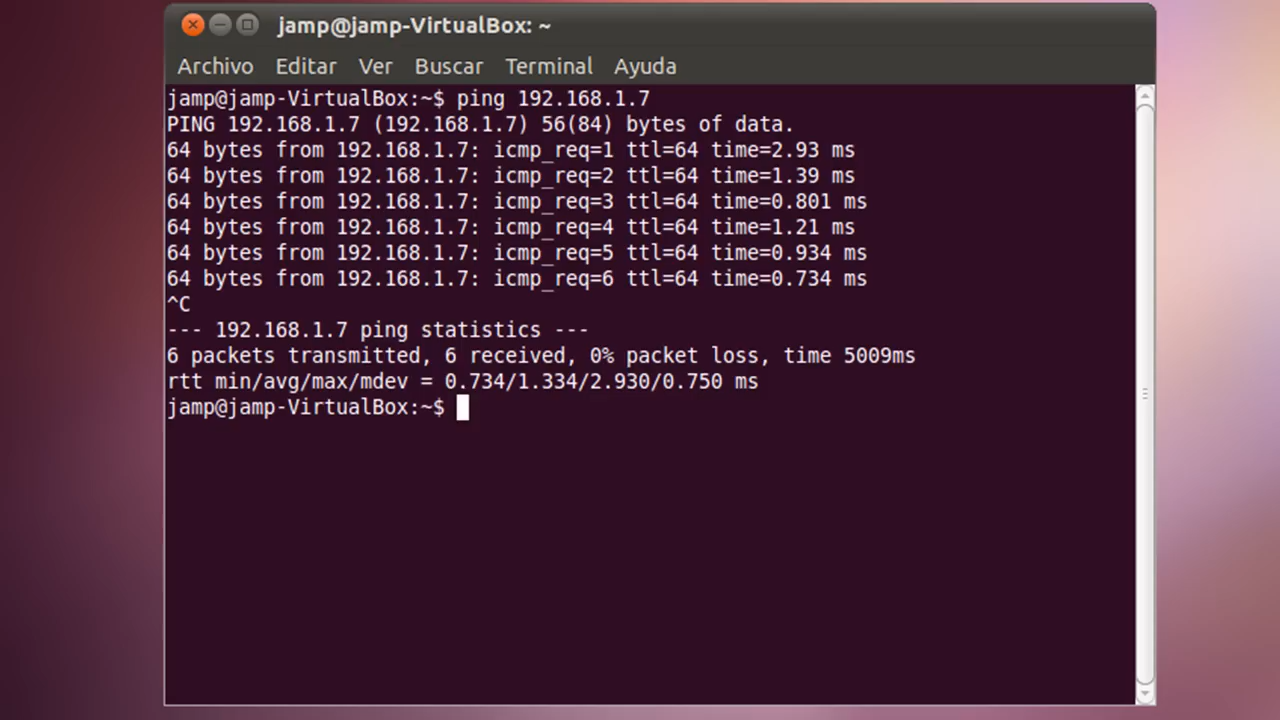 jamp@jamp-VirtualBox: ~
Archivo Editar Ver Buscar Terminal Ayuda
jamp@jamp-VirtualBox:~$ ping 192.168.1.7
PING 192.168.1.7 (192.168.1.7) 56(84) bytes of data.
64 bytes from 192.168.1.7: icmp_req=1 ttl=64 time=2.93 ms
64 bytes from 192.168.1.7: icmp_req=2 ttl=64 time=1.39 ms
64 bytes from 192.168.1.7: icmp_req=3 ttl=64 time=0.801 ms
64 bytes from 192.168.1.7: icmp_req=4 ttl=64 time=1.21 ms
64 bytes from 192.168.1.7: icmp_req=5 ttl=64 time=0.934 ms
64 bytes from 192.168.1.7: icmp_req=6 ttl=64 time=0.734 ms
^C
--- 192.168.1.7 ping statistics ---
6 packets transmitted, 6 received, 0% packet loss, time 5009ms
rtt min/avg/max/mdev = 0.734/1.334/2.930/0.750 ms
jamp@jamp-VirtualBox:~$